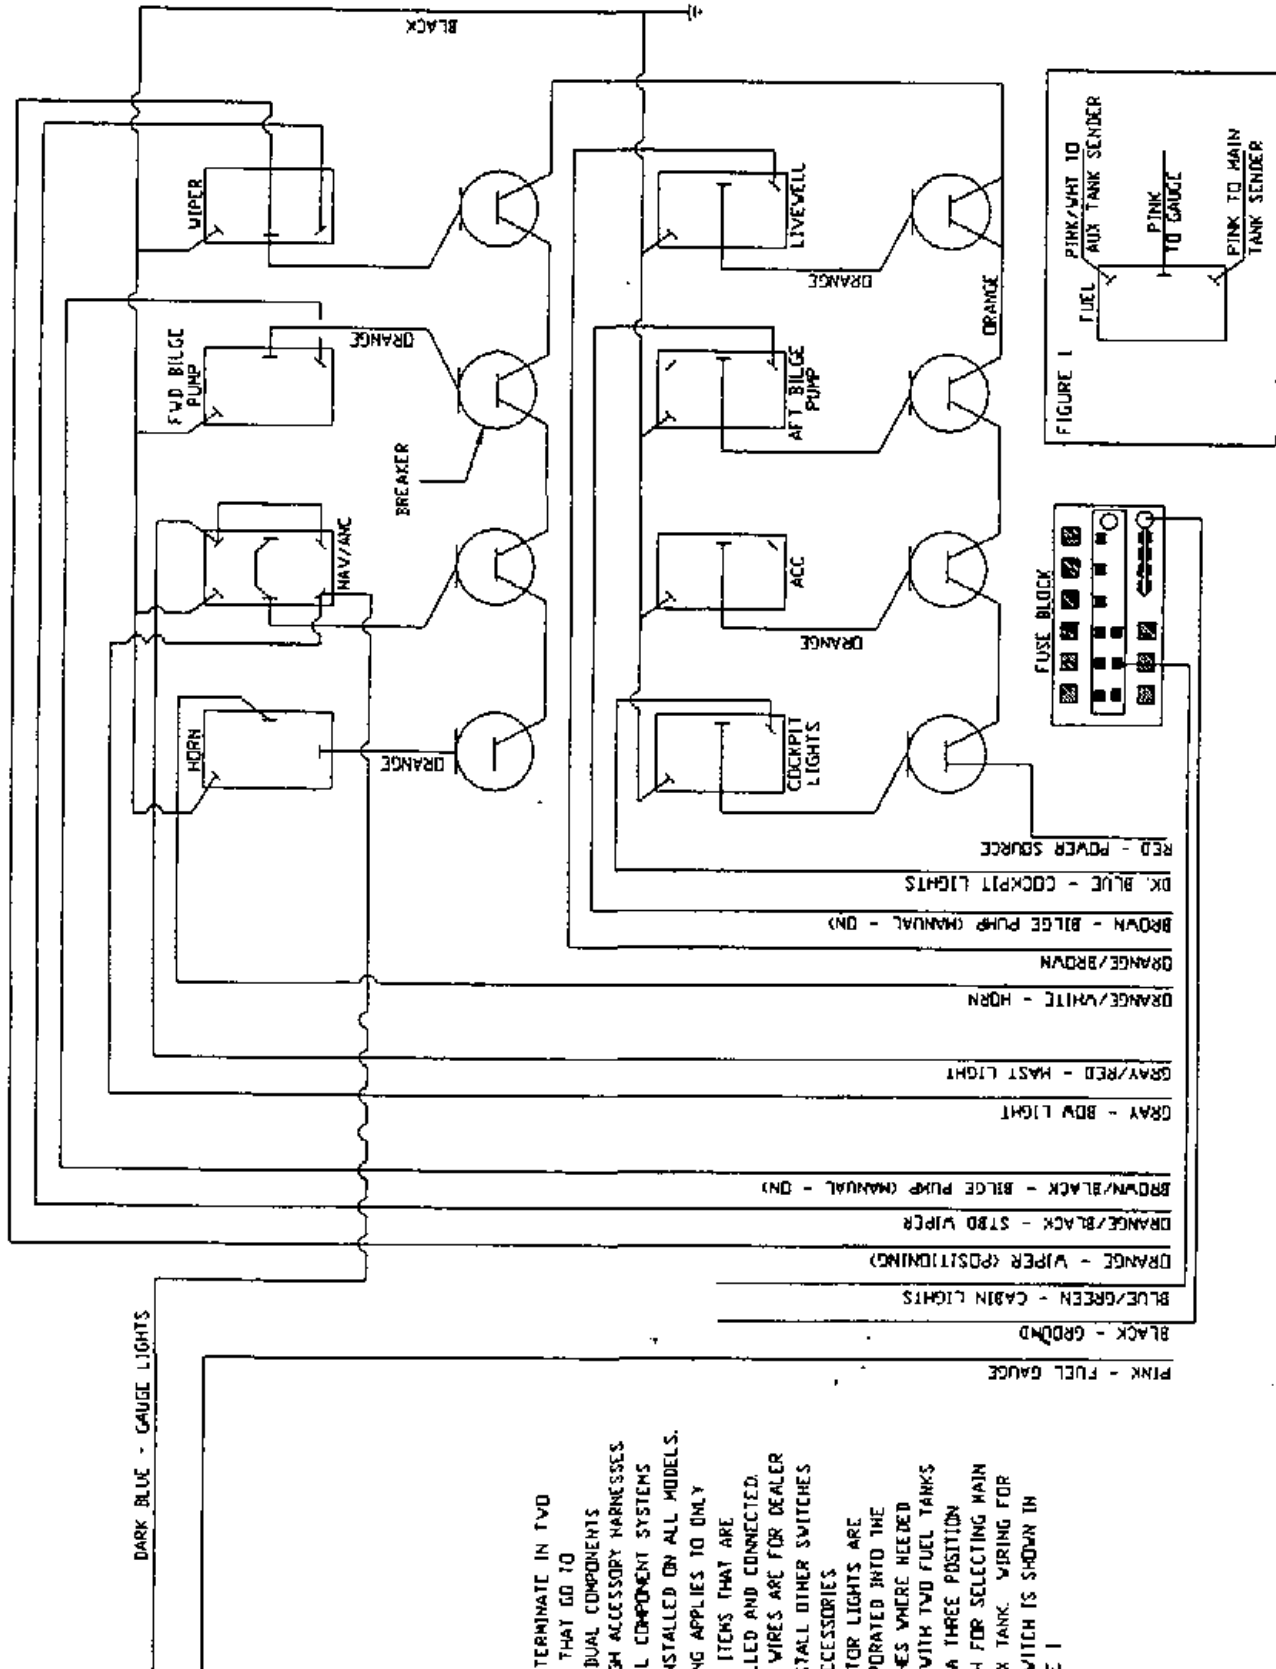 BLACK
WIPER
FWD BILGE
PUMP
ORANGE
BREAKER
NAV/ANC
HORN
ORANGE
LIVEWELL
ORANGE
AFT BILGE
PUMP
ORANGE
ACC
ORANGE
COCKPIT
LIGHTS
FIGURE 1
FUEL
PINK/WHT TO
AUX TANK SENDER
PINK
TO GAUGE
PINK TO MAIN
TANK SENDER
FUSE BLOCK
RED - POWER SOURCE
DK. BLUE - COCKPIT LIGHTS
BROWN - BILGE PUMP (MANUAL - ON)
ORANGE/BROWN
ORANGE/WHITE - HORN
GRAY/RED - MAST LIGHT
GRAY - BOW LIGHT
BROWN/BLACK - BILGE PUMP (MANUAL - ON)
ORANGE/BLACK - STBD WIPER
ORANGE - WIPER (POSITIONING)
BLUE/GREEN - CABIN LIGHTS
BLACK - GROUND
PINK - FUEL GAUGE
DARK BLUE - GAUGE LIGHTS
TERMINATE IN TWO
THAT GO TO
DUAL COMPONENTS
GH ACCESSORY HARNESSES
L COMPONENT SYSTEMS
NSTALLED ON ALL MODELS.
NG APPLIES TO ONLY
ITEMS THAT ARE
LLED AND CONNECTED.
WIRES ARE FOR DEALER
STALL OTHER SWITCHES
CCESSORIES
TOR LIGHTS ARE
PORATED INTO THE
HES WHERE NEEDED
WITH TWO FUEL TANKS
A THREE POSITION
H FOR SELECTING MAIN
X TANK. WIRING FOR
WITCH IS SHOWN IN
E 1